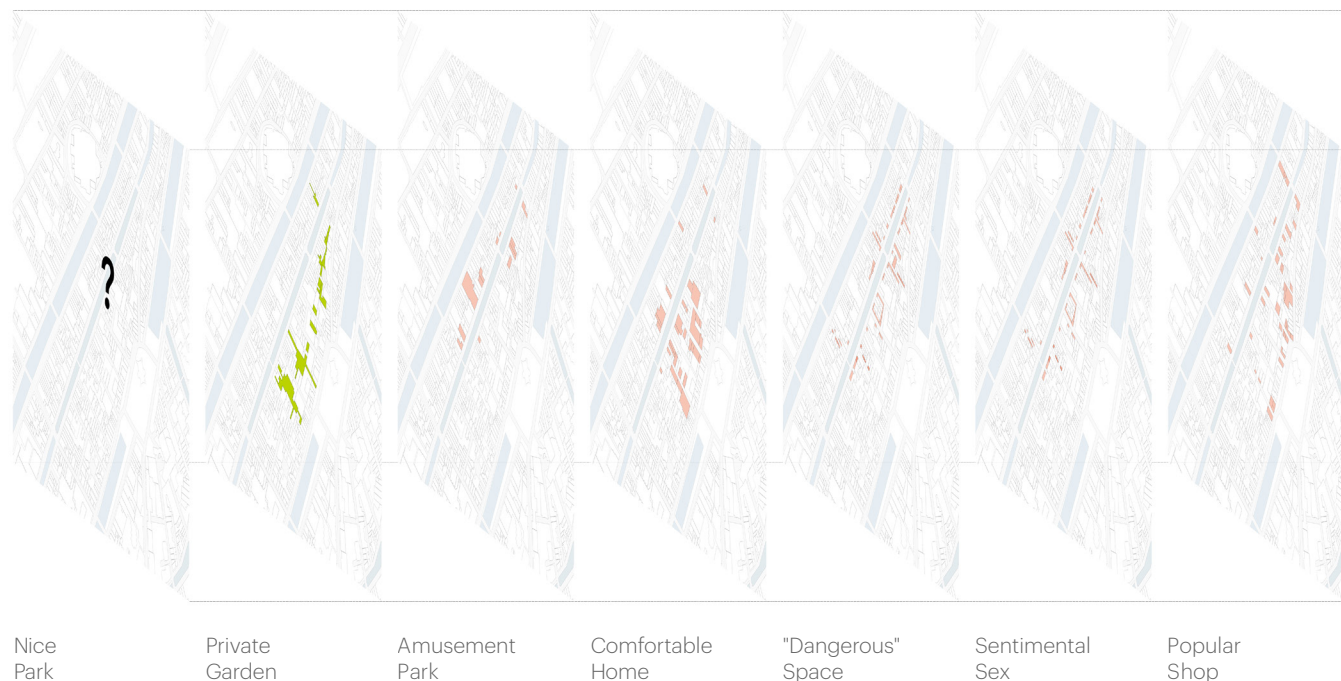 ?
Nice
Park
Private
Garden
Amusement
Park
Comfortable
Home
"Dangerous"
Space
Sentimental
Sex
Popular
Shop